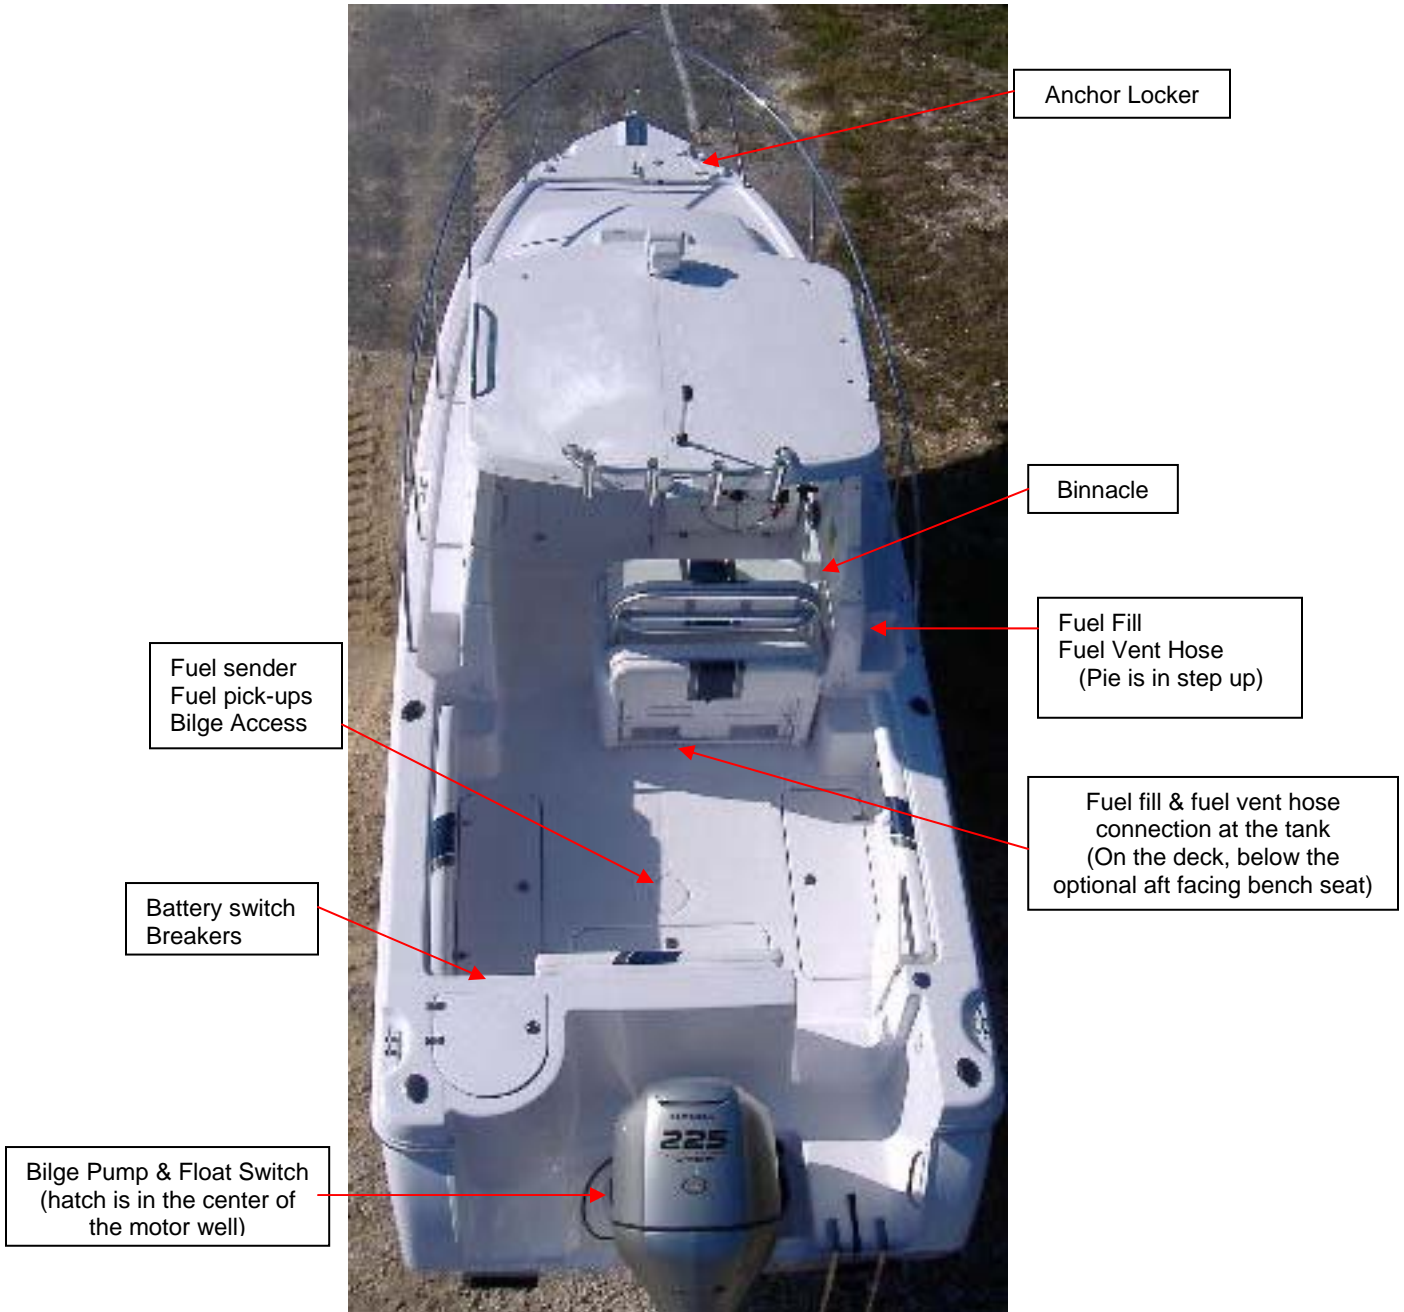 Anchor Locker
Binnacle
Fuel Fill
Fuel Vent Hose
(Pie is in step up)
Fuel sender
Fuel pick-ups
Bilge Access
Fuel fill & fuel vent hose
connection at the tank
(On the deck, below the
optional aft facing bench seat)
Battery switch
Breakers
Bilge Pump & Float Switch
(hatch is in the center of
the motor well)
225